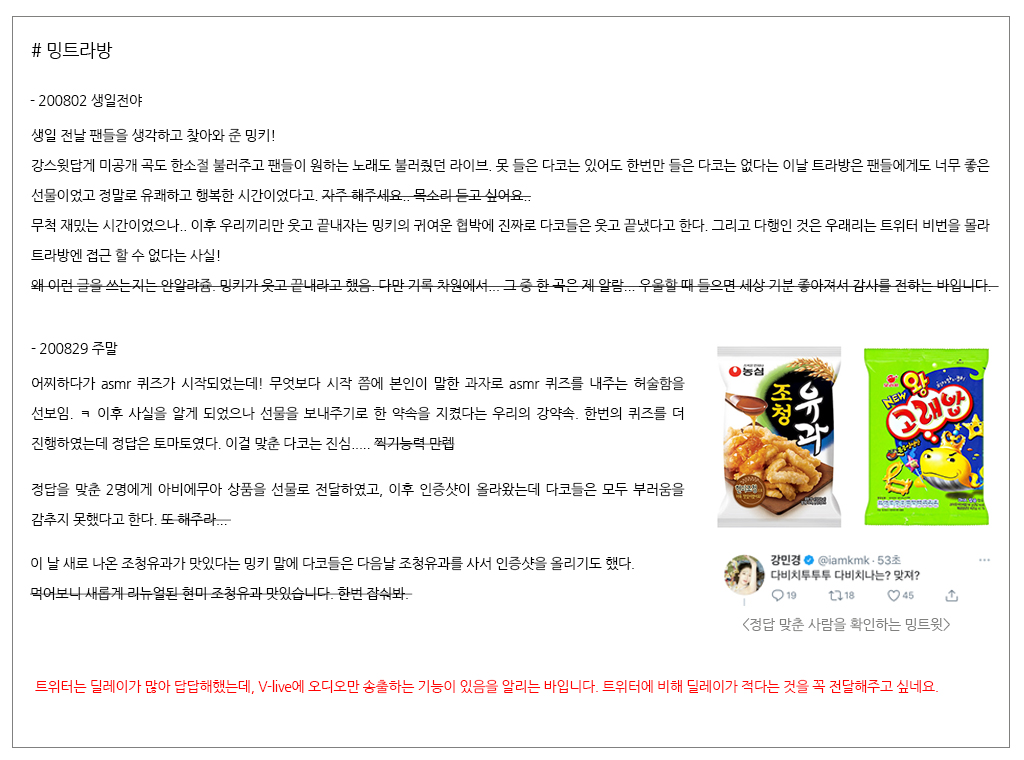 # 밍트라방
- 200802 생일전야
생일 전날 팬들을 생각하고 찾아와 준 밍키!
강스윗답게 미공개 곡도 한소절 불러주고 팬들이 원하는 노래도 불러줬던 라이브. 못 들은 다코는 있어도 한번만 들은 다코는 없다는 이날 트라방은 팬들에게도 너무 좋은
선물이었고 정말로 유쾌하고 행복한 시간이었다고. 자주 해주세요.. 목소리 듣고 싶어요..
무척 재밌는 시간이었으나.. 이후 우리끼리만 웃고 끝내자는 밍키의 귀여운 협박에 진짜로 다코들은 웃고 끝냈다고 한다. 그리고 다행인 것은 우래리는 트위터 비번을 몰라
트라방엔 접근 할 수 없다는 사실!
왜 이런 글을 쓰는지는 안알랴쥼. 밍키가 웃고 끝내라고 했음. 다만 기록 차원에서... 그 중 한 곡은 제 알람... 우울할 때 들으면 세상 기분 좋아져서 감사를 전하는 바입니다.
- 200829 주말
어찌하다가 asmr 퀴즈가 시작되었는데! 무엇보다 시작 쯤에 본인이 말한 과자로 asmr 퀴즈를 내주는 허술함을
선보임. ㅋ 이후 사실을 알게 되었으나 선물을 보내주기로 한 약속을 지켰다는 우리의 강약속. 한번의 퀴즈를 더
진행하였는데 정답은 토마토였다. 이걸 맞춘 다코는 진심..... 찍기능력 만렙
정답을 맞춘 2명에게 아비에무아 상품을 선물로 전달하였고, 이후 인증샷이 올라왔는데 다코들은 모두 부러움을
감추지 못했다고 한다. 또 해주라...
이 날 새로 나온 조청유과가 맛있다는 밍키 말에 다코들은 다음날 조청유과를 사서 인증샷을 올리기도 했다.
먹어보니 새롭게 리뉴얼된 현미 조청유과 맛있습니다. 한번 잡숴봐.
농심
조청
유과
NEW
왕
고래밥
강민경 @iamkmk · 53초
다비치투투투 다비치나는? 맞져?
19 18 45
<정답 맞춘 사람을 확인하는 밍트윗>
트위터는 딜레이가 많아 답답해했는데, V-live에 오디오만 송출하는 기능이 있음을 알리는 바입니다. 트위터에 비해 딜레이가 적다는 것을 꼭 전달해주고 싶네요.